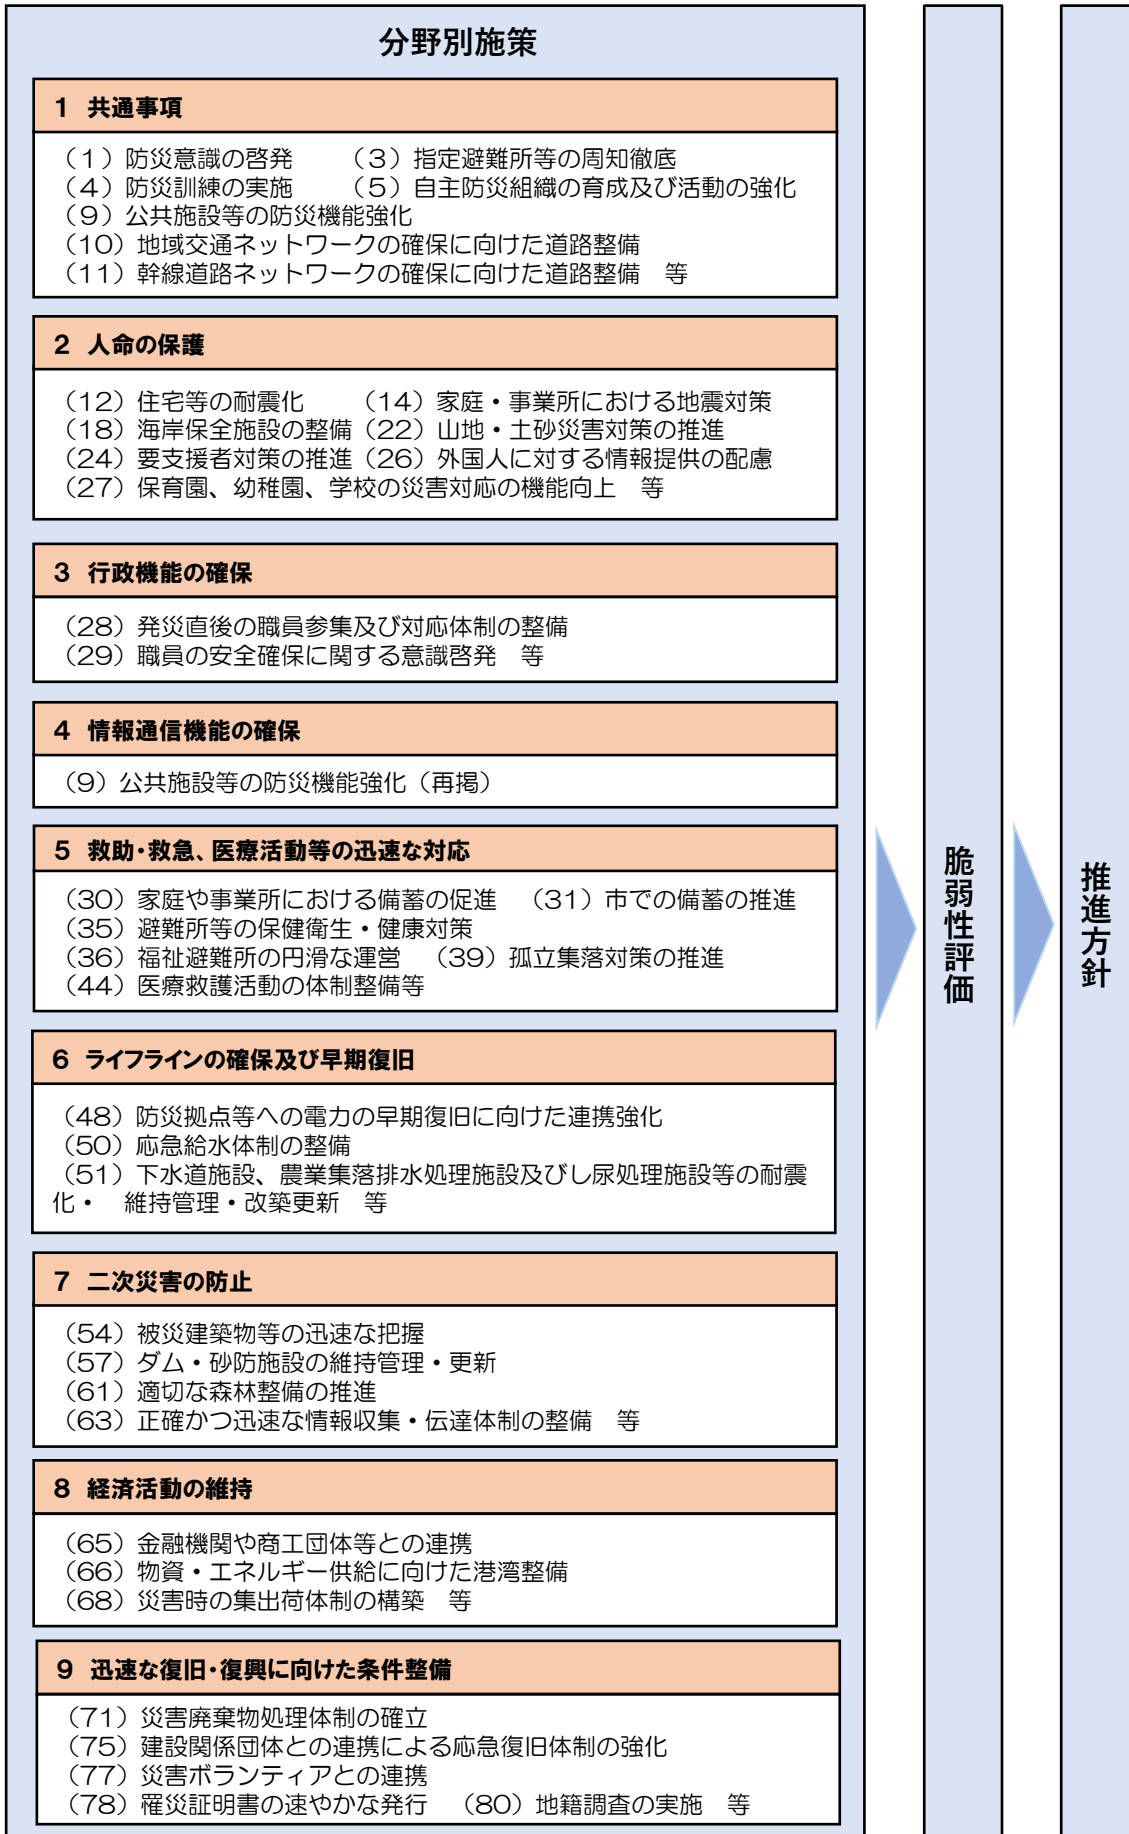 分野別施策
1 共通事項
（1）防災意識の啓発　（3）指定避難所等の周知徹底
（4）防災訓練の実施　（5）自主防災組織の育成及び活動の強化
（9）公共施設等の防災機能強化
（10）地域交通ネットワークの確保に向けた道路整備
（11）幹線道路ネットワークの確保に向けた道路整備　等
2 人命の保護
（12）住宅等の耐震化　（14）家庭・事業所における地震対策
（18）海岸保全施設の整備（22）山地・土砂災害対策の推進
（24）要支援者対策の推進（26）外国人に対する情報提供の配慮
（27）保育園、幼稚園、学校の災害対応の機能向上　等
3 行政機能の確保
（28）発災直後の職員参集及び対応体制の整備
（29）職員の安全確保に関する意識啓発　等
4 情報通信機能の確保
（9）公共施設等の防災機能強化（再掲）
5 救助・救急、医療活動等の迅速な対応
（30）家庭や事業所における備蓄の促進　（31）市での備蓄の推進
（35）避難所等の保健衛生・健康対策
（36）福祉避難所の円滑な運営　（39）孤立集落対策の推進
（44）医療救護活動の体制整備等
6 ライフラインの確保及び早期復旧
（48）防災拠点等への電力の早期復旧に向けた連携強化
（50）応急給水体制の整備
（51）下水道施設、農業集落排水処理施設及びし尿処理施設等の耐震
化・　維持管理・改築更新　等
7 二次災害の防止
（54）被災建築物等の迅速な把握
（57）ダム・砂防施設の維持管理・更新
（61）適切な森林整備の推進
（63）正確かつ迅速な情報収集・伝達体制の整備　等
8 経済活動の維持
（65）金融機関や商工団体等との連携
（66）物資・エネルギー供給に向けた港湾整備
（68）災害時の集出荷体制の構築　等
9 迅速な復旧・復興に向けた条件整備
（71）災害廃棄物処理体制の確立
（75）建設関係団体との連携による応急復旧体制の強化
（77）災害ボランティアとの連携
（78）罹災証明書の速やかな発行　（80）地籍調査の実施　等
脆弱性評価
推進方針